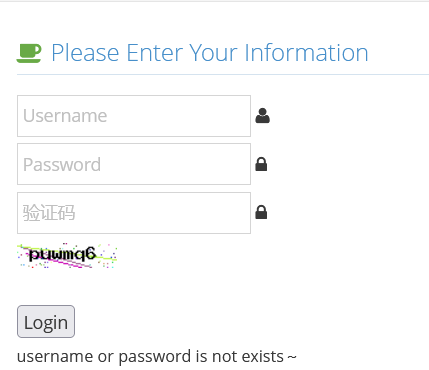 Please Enter Your Information
Username
Password
验证码
puwmq6
Login
username or password is not exists ~